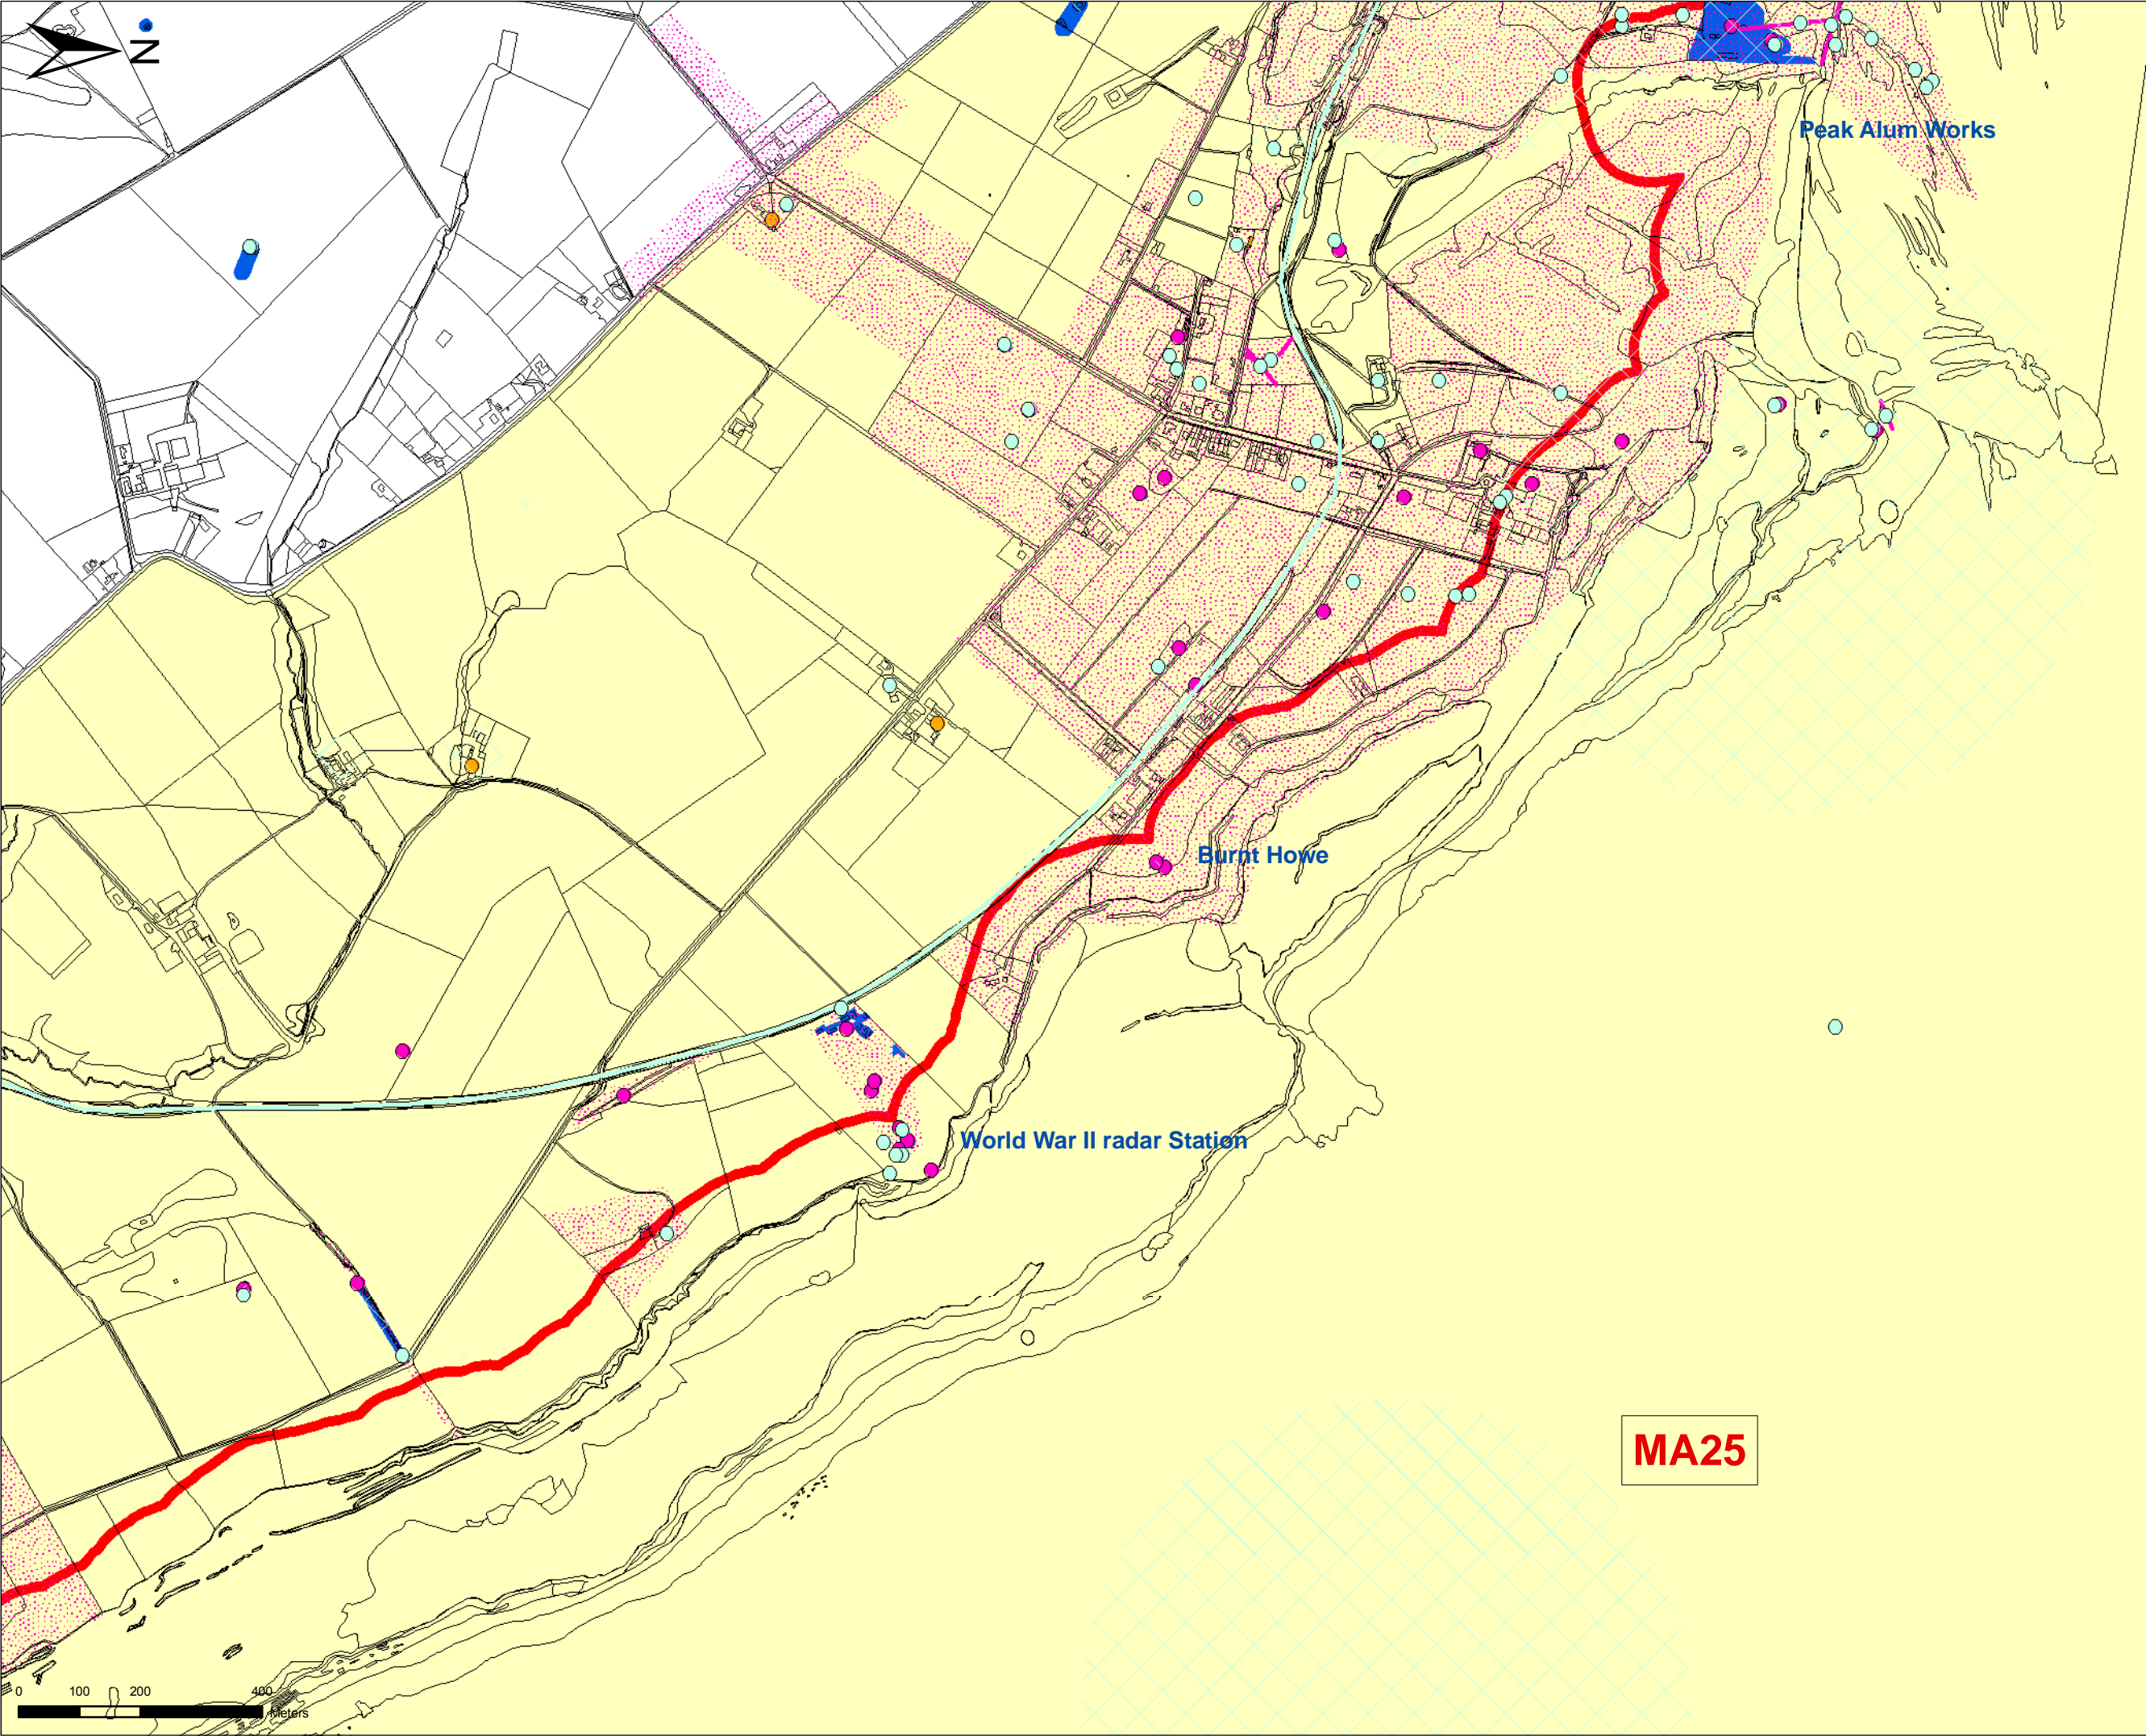 N
Peak Alum Works
Burnt Howe
World War II radar Station
MA25
0 100 200 400
Meters